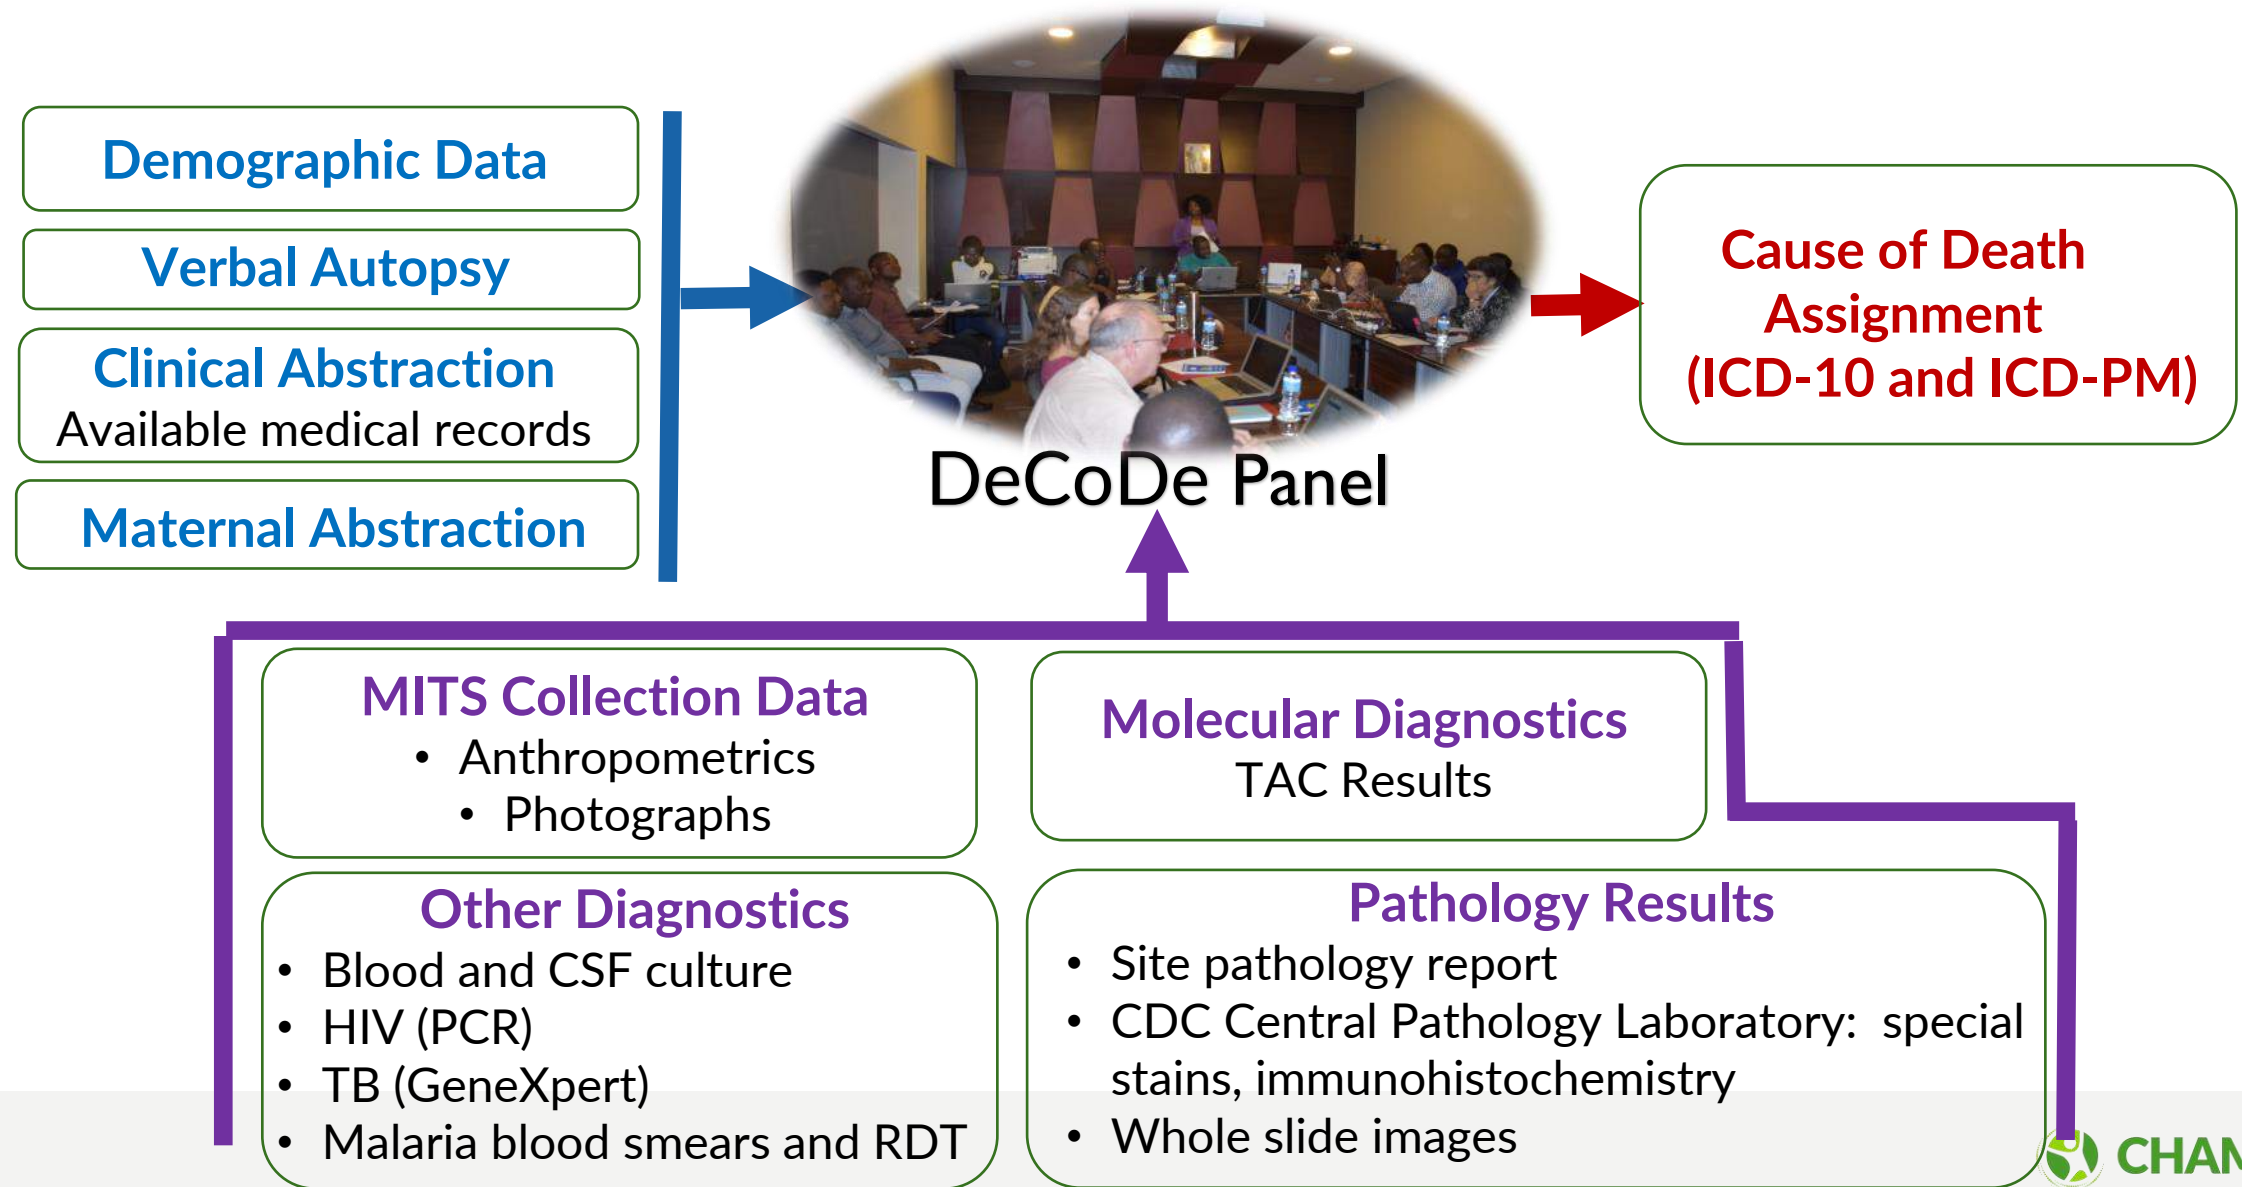 Demographic Data
Verbal Autopsy
Clinical Abstraction
Available medical records
Maternal Abstraction
DeCoDe Panel
Cause of Death
Assignment
(ICD-10 and ICD-PM)
MITS Collection Data
• Anthropometrics
• Photographs
Molecular Diagnostics
TAC Results
Other Diagnostics
• Blood and CSF culture
• HIV (PCR)
• TB (GeneXpert)
• Malaria blood smears and RDT
Pathology Results
• Site pathology report
• CDC Central Pathology Laboratory: special
stains, immunohistochemistry
• Whole slide images